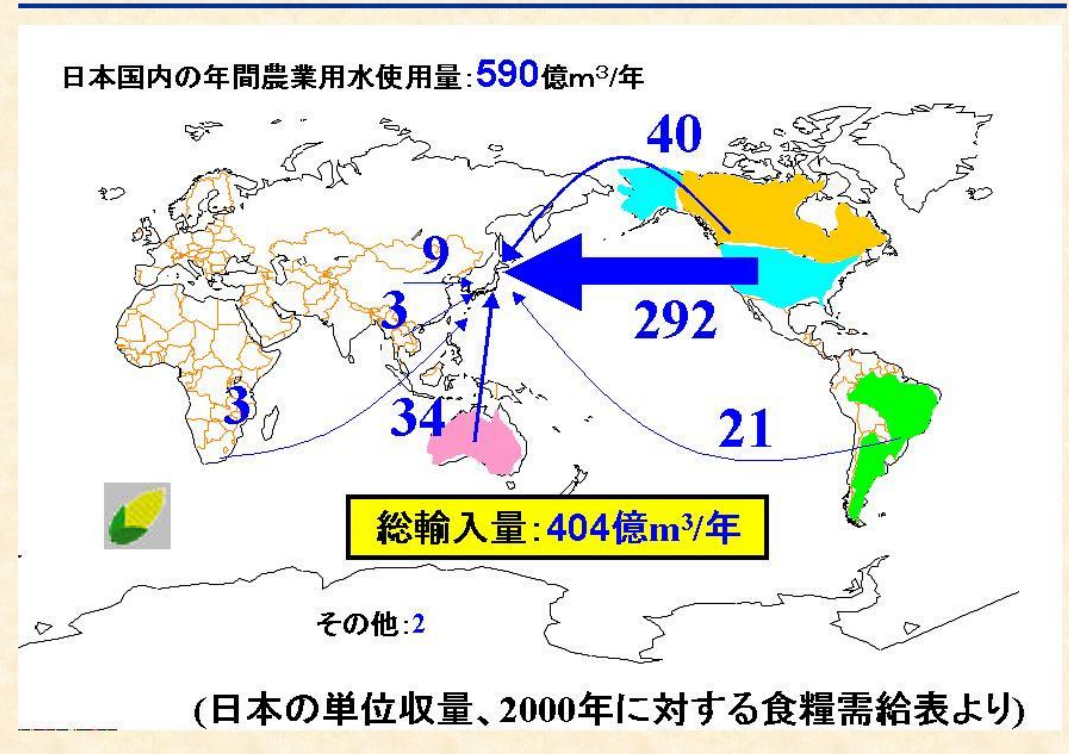 日本国内の年間農業用水使用量:590億m³/年
40
9
292
3
3
34
21
総輸入量:404億m³/年
その他:2
(日本の単位収量、2000年に対する食糧需給表より)